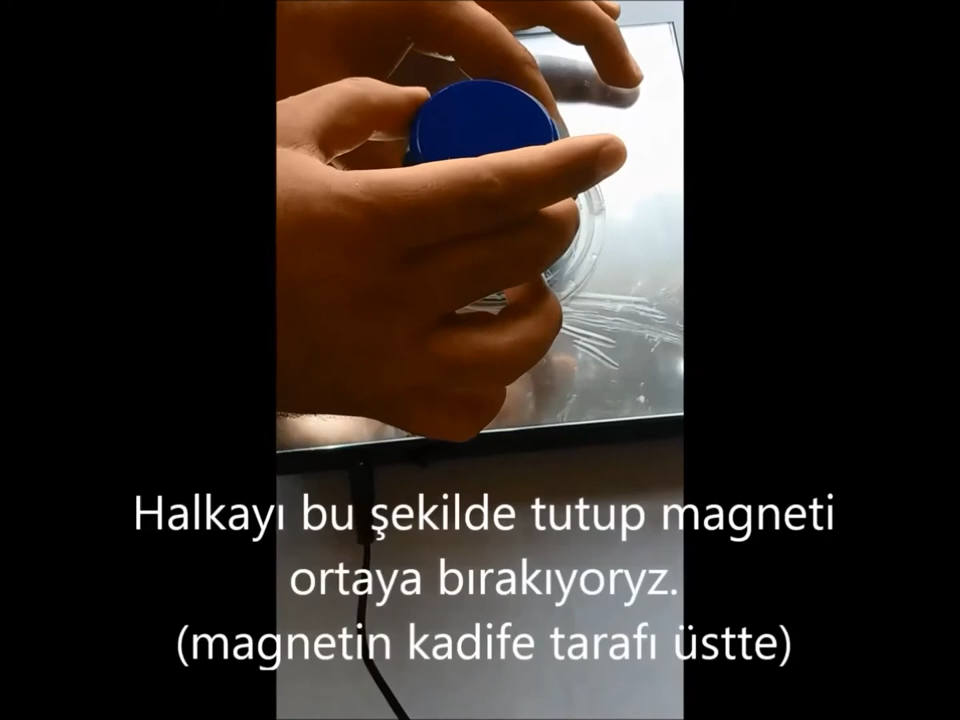 Halkayı bu şekilde tutup magneti
ortaya bırakıyoryz.
(magnetin kadife tarafı üstte)